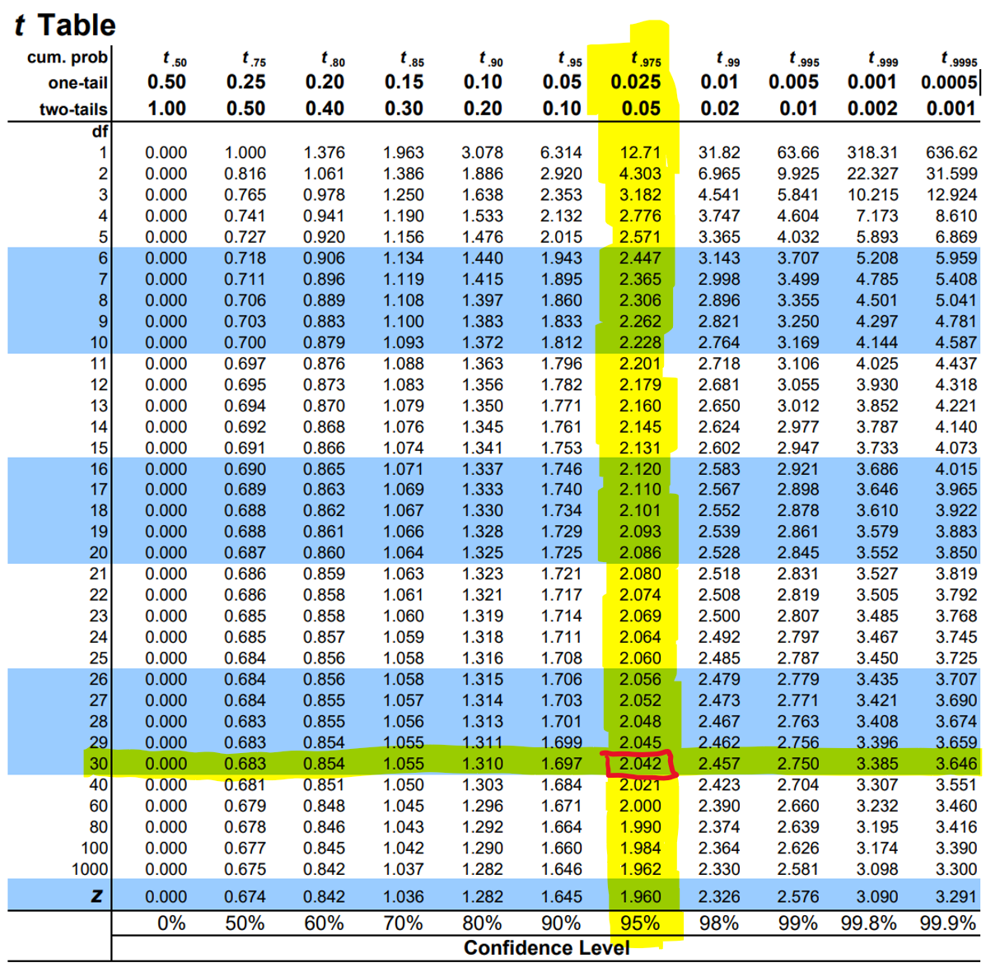 t Table
cum. prob t.50 t.75 t.80 t.85 t.90 t.95 t.975 t.99 t.995 t.999 t.9995
one-tail 0.50 0.25 0.20 0.15 0.10 0.05 0.025 0.01 0.005 0.001 0.0005
two-tails 1.00 0.50 0.40 0.30 0.20 0.10 0.05 0.02 0.01 0.002 0.001
df
1 0.000 1.000 1.376 1.963 3.078 6.314 12.71 31.82 63.66 318.31 636.62
2 0.000 0.816 1.061 1.386 1.886 2.920 4.303 6.965 9.925 22.327 31.599
3 0.000 0.765 0.978 1.250 1.638 2.353 3.182 4.541 5.841 10.215 12.924
4 0.000 0.741 0.941 1.190 1.533 2.132 2.776 3.747 4.604 7.173 8.610
5 0.000 0.727 0.920 1.156 1.476 2.015 2.571 3.365 4.032 5.893 6.869
6 0.000 0.718 0.906 1.134 1.440 1.943 2.447 3.143 3.707 5.208 5.959
7 0.000 0.711 0.896 1.119 1.415 1.895 2.365 2.998 3.499 4.785 5.408
8 0.000 0.706 0.889 1.108 1.397 1.860 2.306 2.896 3.355 4.501 5.041
9 0.000 0.703 0.883 1.100 1.383 1.833 2.262 2.821 3.250 4.297 4.781
10 0.000 0.700 0.879 1.093 1.372 1.812 2.228 2.764 3.169 4.144 4.587
11 0.000 0.697 0.876 1.088 1.363 1.796 2.201 2.718 3.106 4.025 4.437
12 0.000 0.695 0.873 1.083 1.356 1.782 2.179 2.681 3.055 3.930 4.318
13 0.000 0.694 0.870 1.079 1.350 1.771 2.160 2.650 3.012 3.852 4.221
14 0.000 0.692 0.868 1.076 1.345 1.761 2.145 2.624 2.977 3.787 4.140
15 0.000 0.691 0.866 1.074 1.341 1.753 2.131 2.602 2.947 3.733 4.073
16 0.000 0.690 0.865 1.071 1.337 1.746 2.120 2.583 2.921 3.686 4.015
17 0.000 0.689 0.863 1.069 1.333 1.740 2.110 2.567 2.898 3.646 3.965
18 0.000 0.688 0.862 1.067 1.330 1.734 2.101 2.552 2.878 3.610 3.922
19 0.000 0.688 0.861 1.066 1.328 1.729 2.093 2.539 2.861 3.579 3.883
20 0.000 0.687 0.860 1.064 1.325 1.725 2.086 2.528 2.845 3.552 3.850
21 0.000 0.686 0.859 1.063 1.323 1.721 2.080 2.518 2.831 3.527 3.819
22 0.000 0.686 0.858 1.061 1.321 1.717 2.074 2.508 2.819 3.505 3.792
23 0.000 0.685 0.858 1.060 1.319 1.714 2.069 2.500 2.807 3.485 3.768
24 0.000 0.685 0.857 1.059 1.318 1.711 2.064 2.492 2.797 3.467 3.745
25 0.000 0.684 0.856 1.058 1.316 1.708 2.060 2.485 2.787 3.450 3.725
26 0.000 0.684 0.856 1.058 1.315 1.706 2.056 2.479 2.779 3.435 3.707
27 0.000 0.684 0.855 1.057 1.314 1.703 2.052 2.473 2.771 3.421 3.690
28 0.000 0.683 0.855 1.056 1.313 1.701 2.048 2.467 2.763 3.408 3.674
29 0.000 0.683 0.854 1.055 1.311 1.699 2.045 2.462 2.756 3.396 3.659
30 0.000 0.683 0.854 1.055 1.310 1.697 2.042 2.457 2.750 3.385 3.646
40 0.000 0.681 0.851 1.050 1.303 1.684 2.021 2.423 2.704 3.307 3.551
60 0.000 0.679 0.848 1.045 1.296 1.671 2.000 2.390 2.660 3.232 3.460
80 0.000 0.678 0.846 1.043 1.292 1.664 1.990 2.374 2.639 3.195 3.416
100 0.000 0.677 0.845 1.042 1.290 1.660 1.984 2.364 2.626 3.174 3.390
1000 0.000 0.675 0.842 1.037 1.282 1.646 1.962 2.330 2.581 3.098 3.300
z 0.000 0.674 0.842 1.036 1.282 1.645 1.960 2.326 2.576 3.090 3.291
0% 50% 60% 70% 80% 90% 95% 98% 99% 99.8% 99.9%
Confidence Level